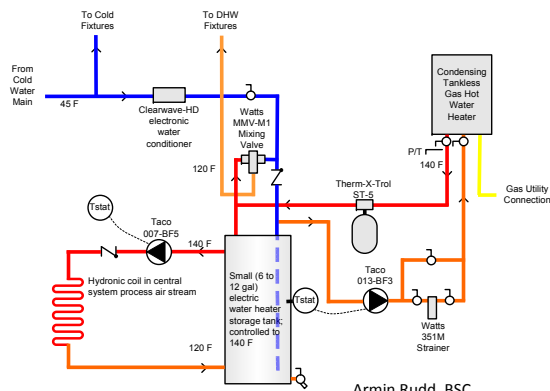 To Cold
Fixtures
To DHW
Fixtures
From
Cold
Water
Main
45 F
Clearwave-HD
electronic
water
conditioner
Watts
MMV-M1
Mixing
Valve
120 F
Condensing
Tankless
Gas Hot
Water
Heater
P/T
140 F
Gas Utility
Connection
Therm-X-Trol
ST-5
Tstat
Taco
007-BF5
140 F
Hydronic coil in central
system process air stream
120 F
Small (6 to
12 gal)
electric
water heater
storage tank;
controlled to
140 F
Tstat
Taco
013-BF3
Watts
351M
Strainer
Armin Rudd, BSC